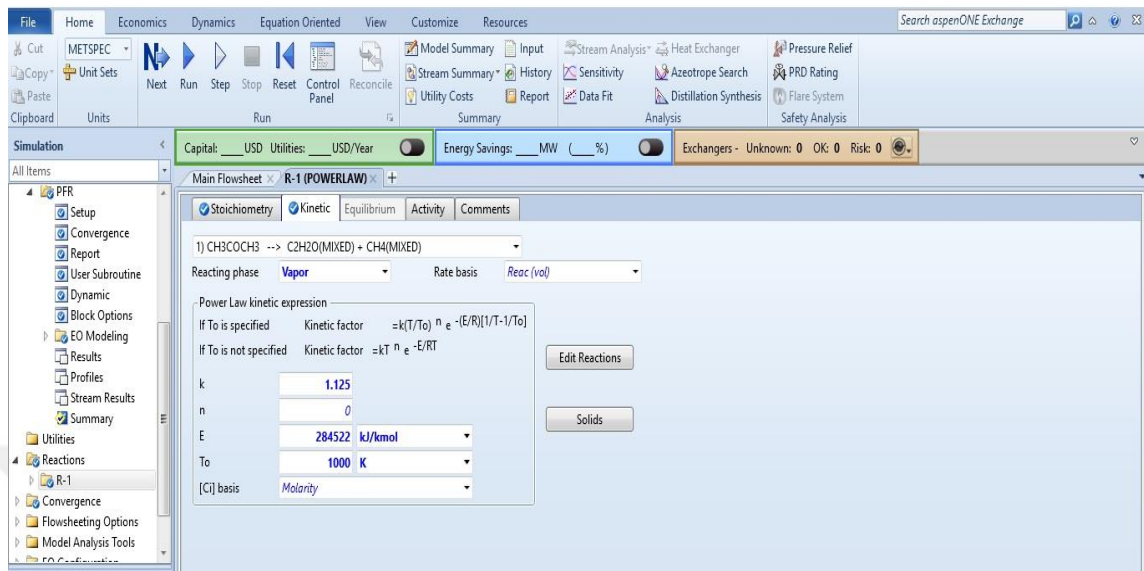 File Home Economics Dynamics Equation Oriented View Customize Resources Search aspenONE Exchange
Cut METSPEC Model Summary Input Stream Analysis Heat Exchanger Pressure Relief
Copy Unit Sets Next Run Step Stop Reset Control Panel Reconcile Stream Summary History Sensitivity Azeotrope Search PRD Rating
Paste Utility Costs Report Data Fit Distillation Synthesis Flare System
Clipboard Units Run Summary Analysis Safety Analysis
Simulation Capital: ____USD Utilities: ____USD/Year Energy Savings: ____MW (____%) Exchangers - Unknown: 0 OK: 0 Risk: 0
All Items Main Flowsheet R-1 (POWERLAW) +
PFR
Setup
Convergence
Report
User Subroutine
Dynamic
Block Options
EO Modeling
Results
Profiles
Stream Results
Summary
Utilities
Reactions
R-1
Convergence
Flowsheeting Options
Model Analysis Tools
EO Configuration
Stoichiometry Kinetic Equilibrium Activity Comments
1) CH3COCH3 --> C2H2O(MIXED) + CH4(MIXED)
Reacting phase Vapor Rate basis Reac (vol)
Power Law kinetic expression
If To is specified Kinetic factor =k(T/To) n e -(E/R)[1/T-1/To]
If To is not specified Kinetic factor =kT n e -E/RT
Edit Reactions
k 1.125
n 0
Solids
E 284522 kJ/kmol
To 1000 K
[Ci] basis Molarity